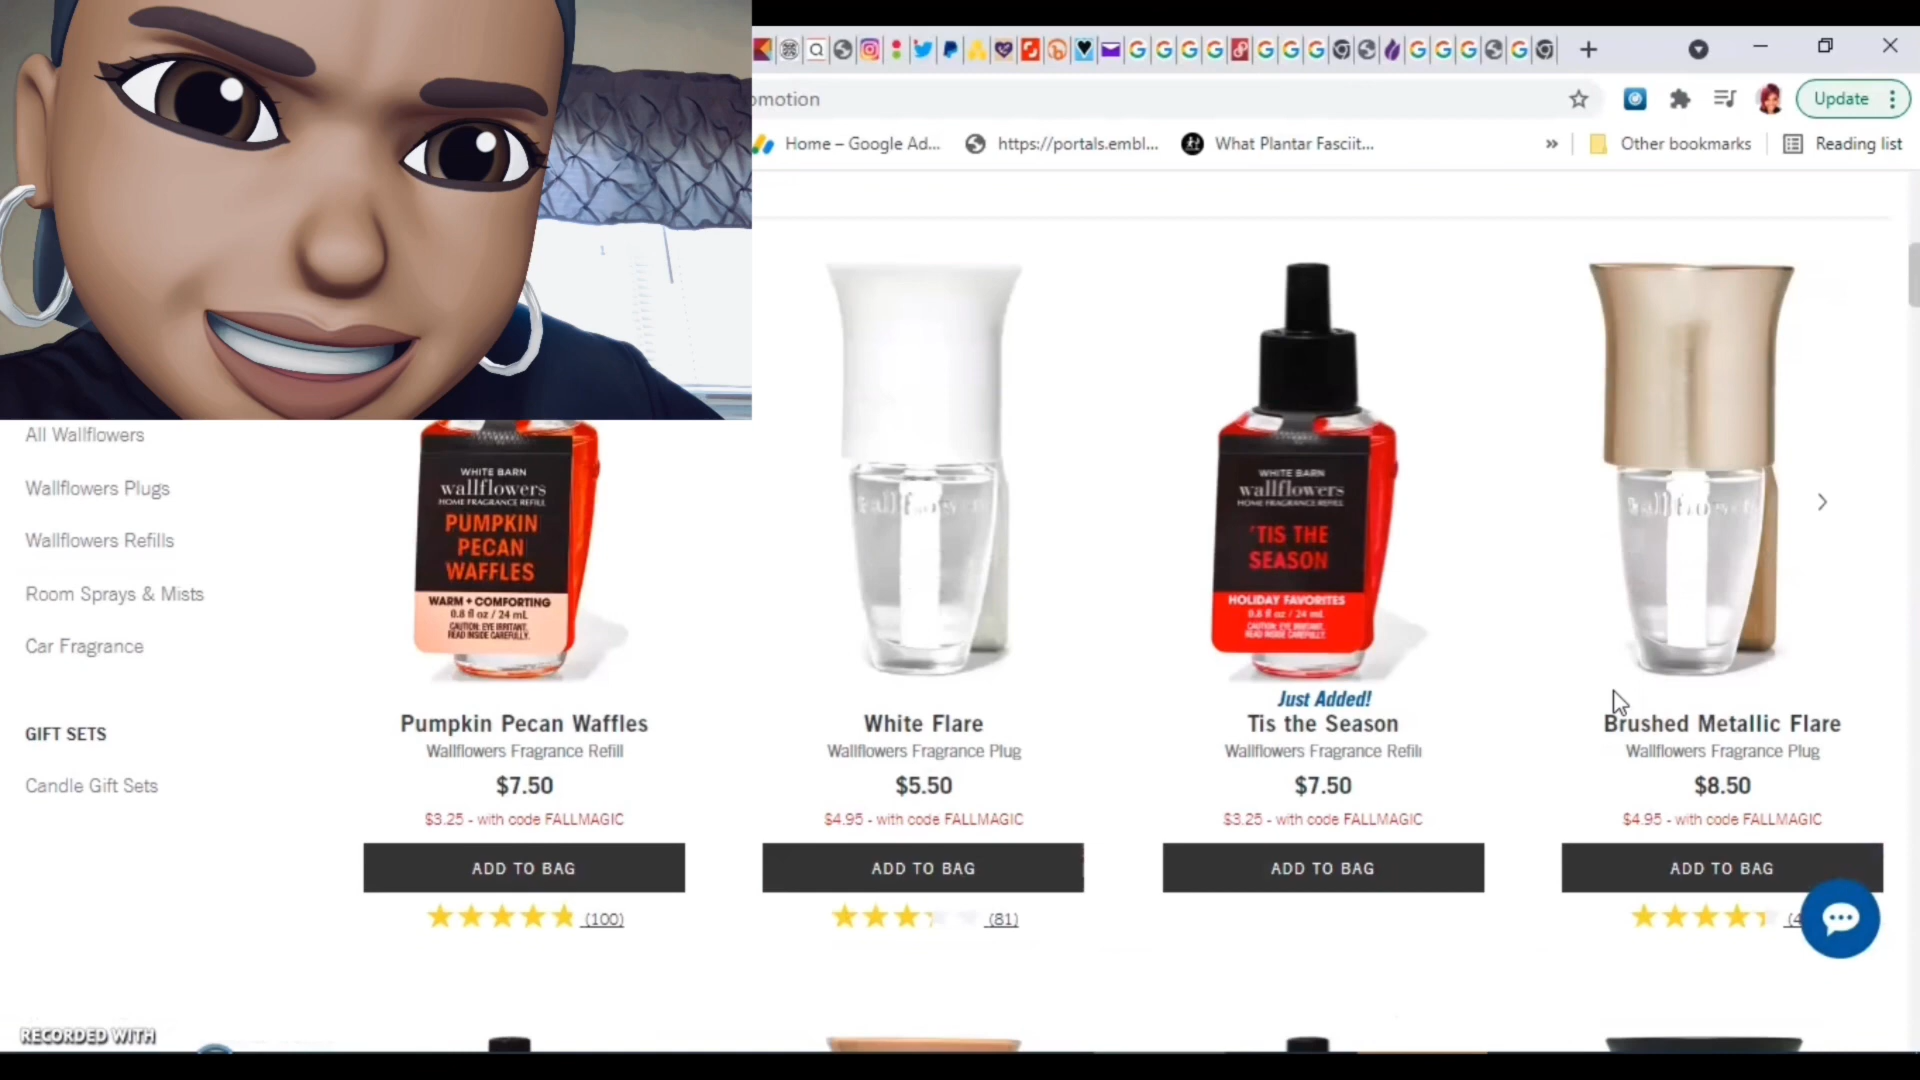 omotion
Update
Home – Google Ad...
https://portals.embl...
What Plantar Fasciit...
»
Other bookmarks
Reading list
All Wallflowers
Wallflowers Plugs
Wallflowers Refills
Room Sprays & Mists
Car Fragrance
GIFT SETS
Candle Gift Sets
WHITE BARN
wallflowers
HOME FRAGRANCE REFILL
PUMPKIN
PECAN
WAFFLES
WARM + COMFORTING
0.8 fl oz / 24 mL
CAUTION: EYE IRRITANT.
READ INSIDE CAREFULLY.
Pumpkin Pecan Waffles
Wallflowers Fragrance Refill
$7.50
$3.25 - with code FALLMAGIC
ADD TO BAG
(100)
White Flare
Wallflowers Fragrance Plug
$5.50
$4.95 - with code FALLMAGIC
ADD TO BAG
(81)
WHITE BARN
wallflowers
HOME FRAGRANCE REFILL
'TIS THE
SEASON
HOLIDAY FAVORITES
0.8 fl oz / 24 mL
CAUTION: EYE IRRITANT.
READ INSIDE CAREFULLY.
Just Added!
Tis the Season
Wallflowers Fragrance Refill
$7.50
$3.25 - with code FALLMAGIC
ADD TO BAG
Brushed Metallic Flare
Wallflowers Fragrance Plug
$8.50
$4.95 - with code FALLMAGIC
ADD TO BAG
(4
RECORDED WITH